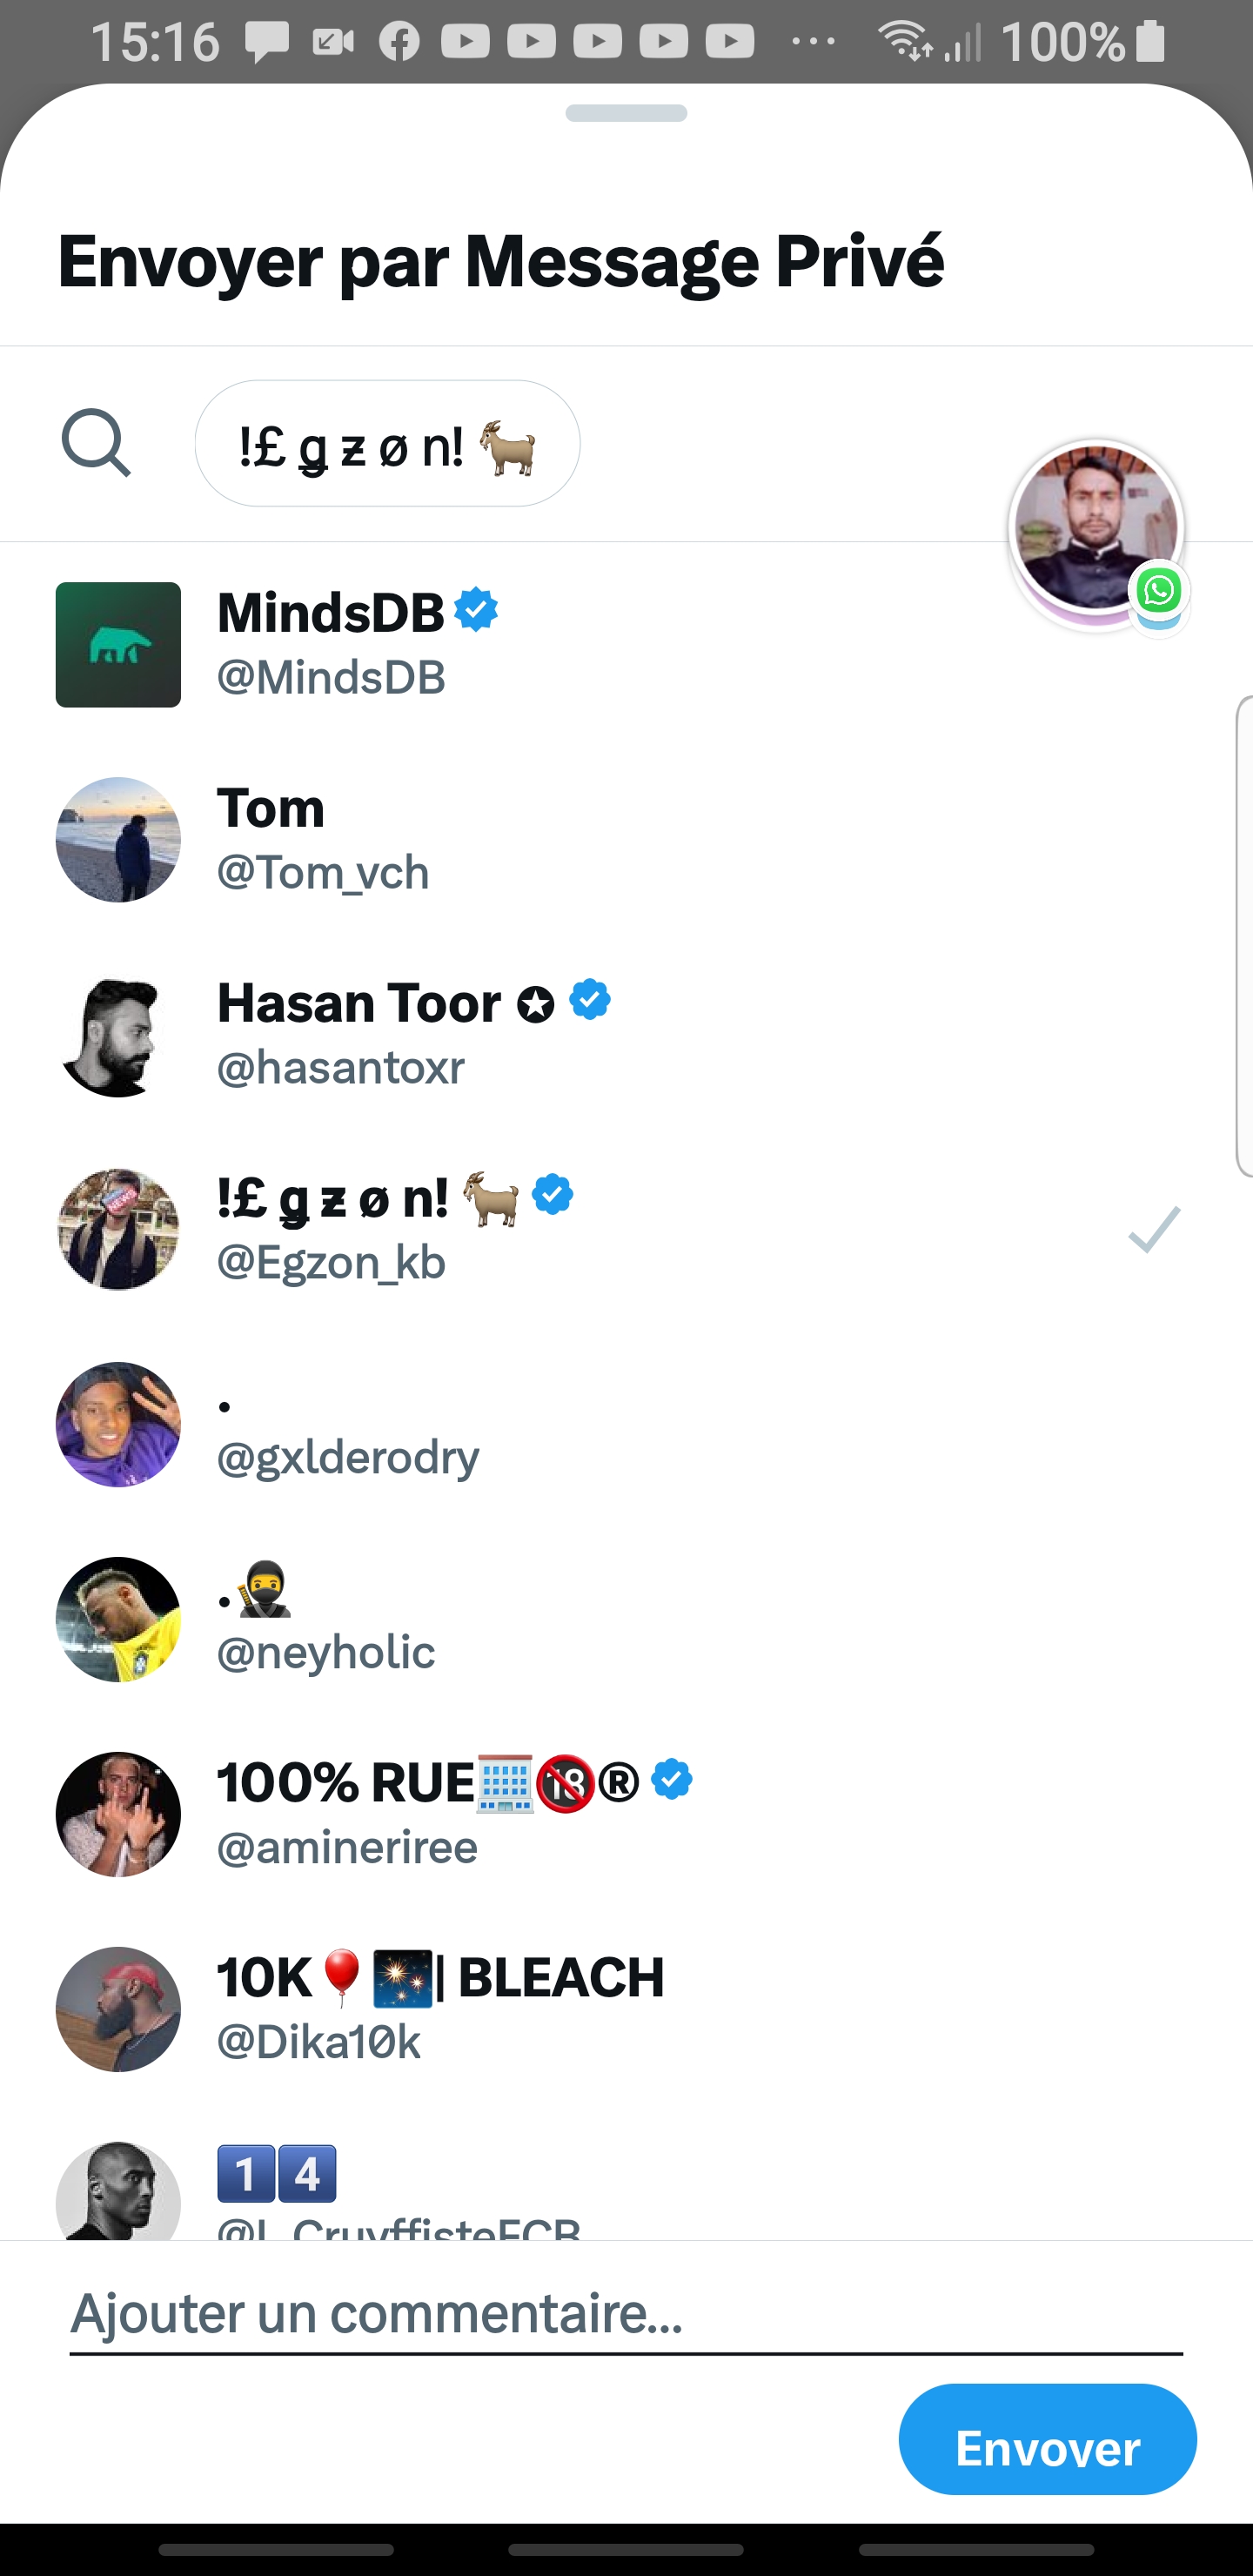 15:16 100%
Envoyer par Message Privé
!£ g ƶ ø n! 🐐
MindsDB
@MindsDB
Tom
@Tom_vch
Hasan Toor ✪
@hasantoxr
!£ g ƶ ø n! 🐐
@Egzon_kb
.
@gxlderodry
.🥷
@neyholic
100% RUE🏢🔞®
@amineriree
10K🎈🎇| BLEACH
@Dika10k
1️⃣4️⃣
@L_CruyffisteFCB
Ajouter un commentaire...
Envoyer